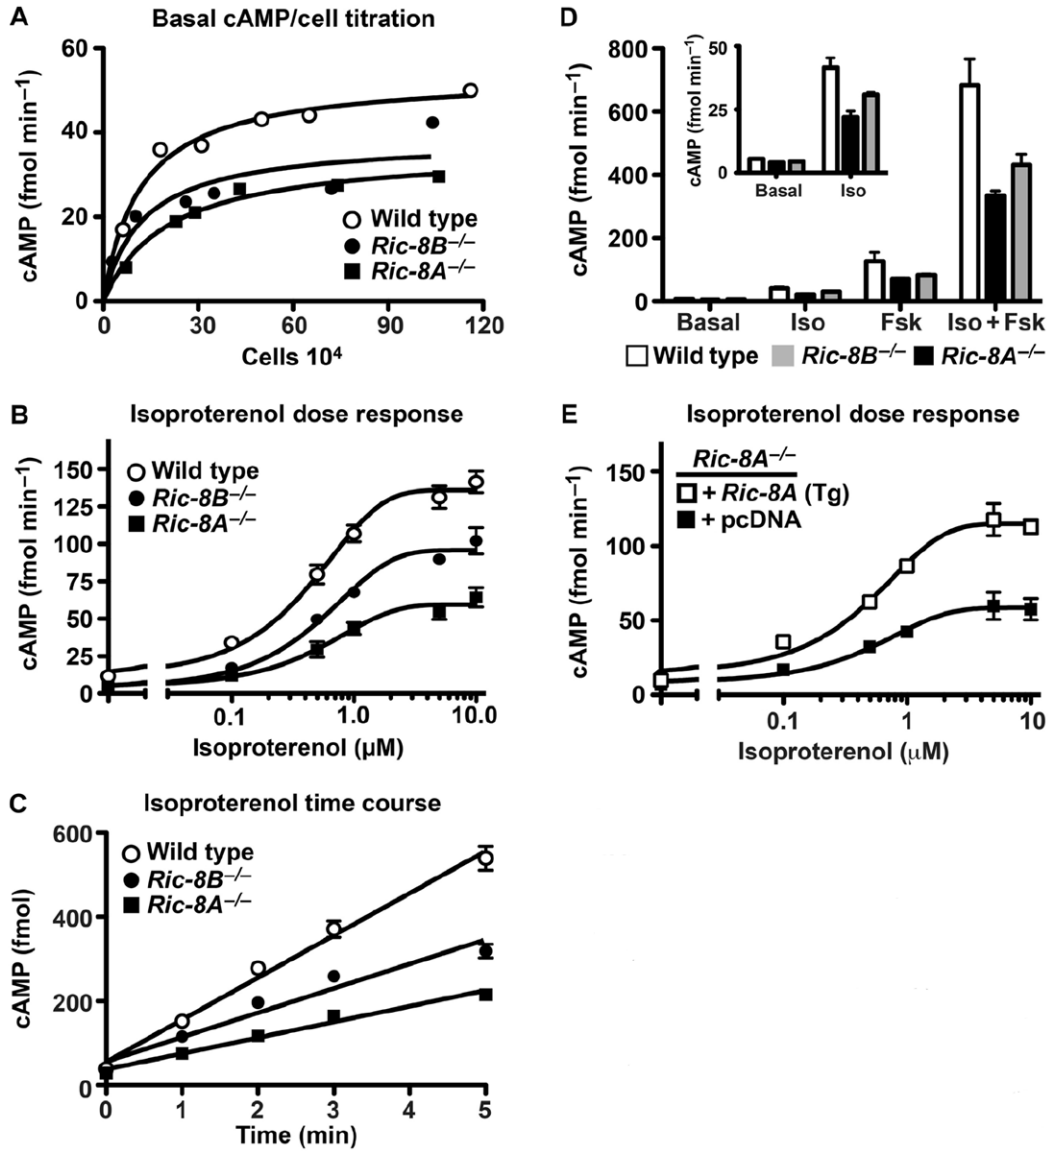 A
Basal cAMP/cell titration
cAMP (fmol min–1)
60
40
20
0
0 30 60 90 120
Cells 10⁴
Wild type
Ric-8B–/–
Ric-8A–/–
D
cAMP (fmol min–1)
800
600
400
200
0
Basal Iso Fsk Iso + Fsk
cAMP (fmol min–1)
50
25
0
Basal Iso
Wild type Ric-8B–/– Ric-8A–/–
B
Isoproterenol dose response
cAMP (fmol min–1)
150
125
100
75
50
25
0
0.1 1.0 10.0
Isoproterenol (µM)
Wild type
Ric-8B–/–
Ric-8A–/–
E
Isoproterenol dose response
cAMP (fmol min–1)
150
100
50
0
0.1 1 10
Isoproterenol (µM)
Ric-8A–/–
+ Ric-8A (Tg)
+ pcDNA
C
Isoproterenol time course
cAMP (fmol)
600
400
200
0
0 1 2 3 4 5
Time (min)
Wild type
Ric-8B–/–
Ric-8A–/–